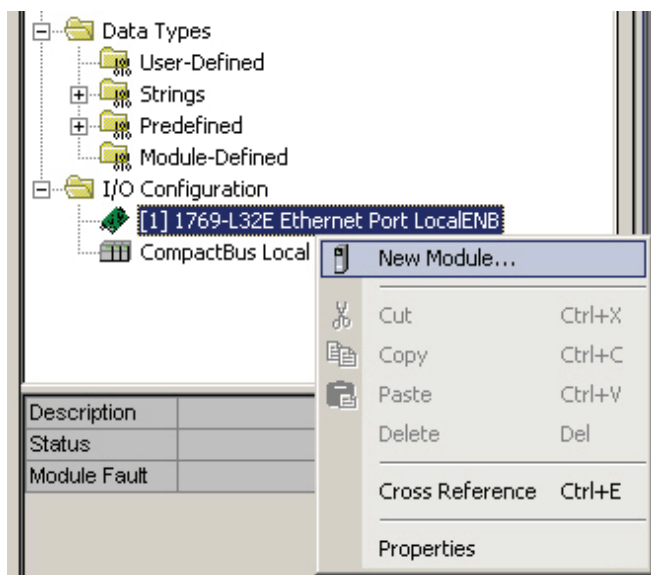 Data Types
User-Defined
Strings
Predefined
Module-Defined
I/O Configuration
[1] 1769-L32E Ethernet Port LocalENB
CompactBus Local
New Module...
Cut Ctrl+X
Copy Ctrl+C
Paste Ctrl+V
Delete Del
Cross Reference Ctrl+E
Properties
Description
Status
Module Fault